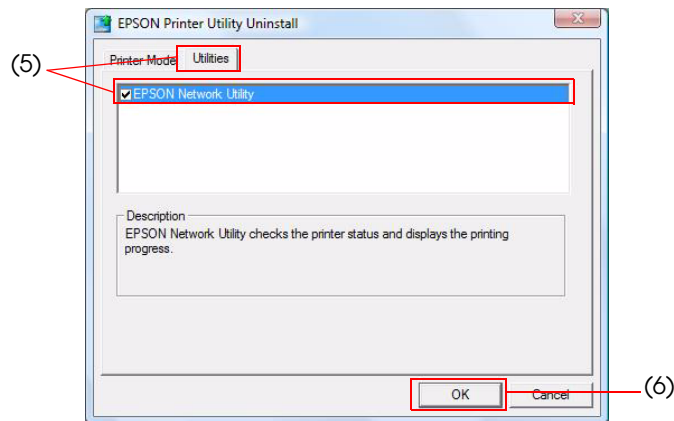 EPSON Printer Utility Uninstall
(5)
Printer Model Utilities
EPSON Network Utility
Description
EPSON Network Utility checks the printer status and displays the printing
progress.
OK Cancel
(6)